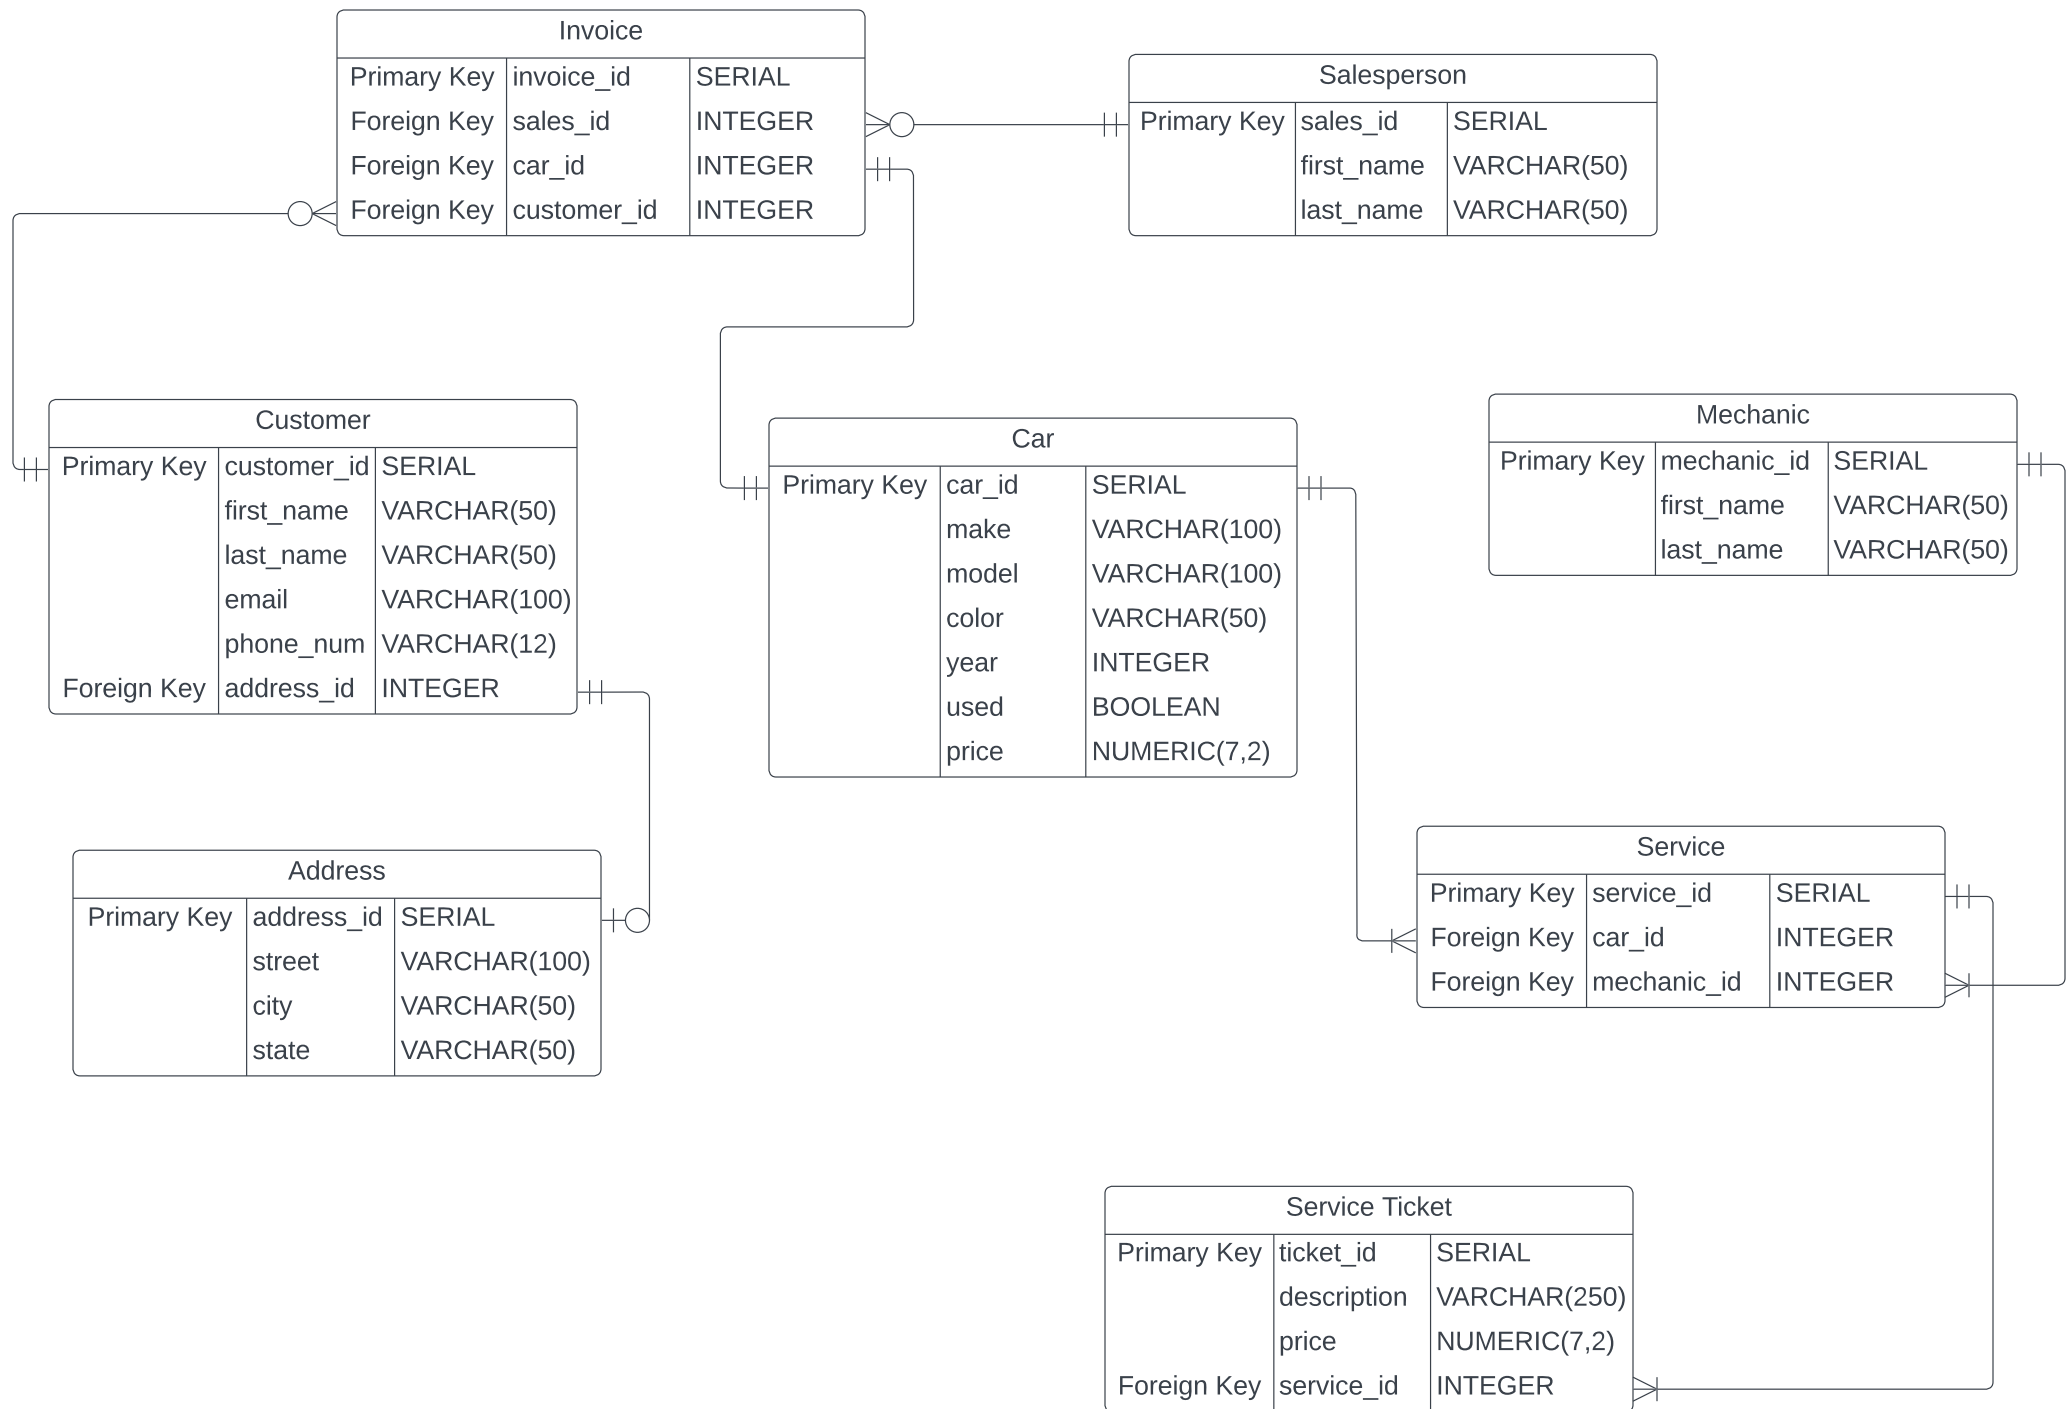 Invoice
Primary Key invoice_id SERIAL
Foreign Key sales_id INTEGER
Foreign Key car_id INTEGER
Foreign Key customer_id INTEGER
Salesperson
Primary Key sales_id SERIAL
first_name VARCHAR(50)
last_name VARCHAR(50)
Customer
Primary Key customer_id SERIAL
first_name VARCHAR(50)
last_name VARCHAR(50)
email VARCHAR(100)
phone_num VARCHAR(12)
Foreign Key address_id INTEGER
Car
Primary Key car_id SERIAL
make VARCHAR(100)
model VARCHAR(100)
color VARCHAR(50)
year INTEGER
used BOOLEAN
price NUMERIC(7,2)
Mechanic
Primary Key mechanic_id SERIAL
first_name VARCHAR(50)
last_name VARCHAR(50)
Address
Primary Key address_id SERIAL
street VARCHAR(100)
city VARCHAR(50)
state VARCHAR(50)
Service
Primary Key service_id SERIAL
Foreign Key car_id INTEGER
Foreign Key mechanic_id INTEGER
Service Ticket
Primary Key ticket_id SERIAL
description VARCHAR(250)
price NUMERIC(7,2)
Foreign Key service_id INTEGER